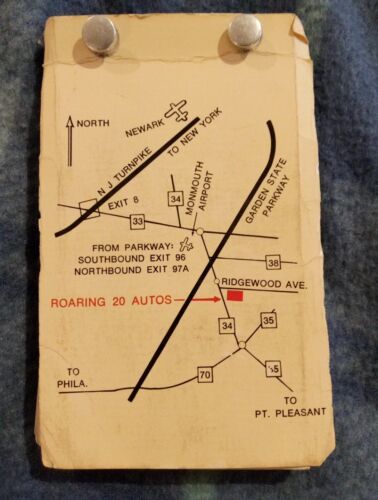 NORTH
NEWARK
N J TURNPIKE
TO NEW YORK
EXIT 8
33
34
MONMOUTH
AIRPORT
GARDEN STATE
PARKWAY
FROM PARKWAY:
SOUTHBOUND EXIT 96
NORTHBOUND EXIT 97A
38
RIDGEWOOD AVE.
ROARING 20 AUTOS
34
35
TO
PHILA.
70
TO
PT. PLEASANT